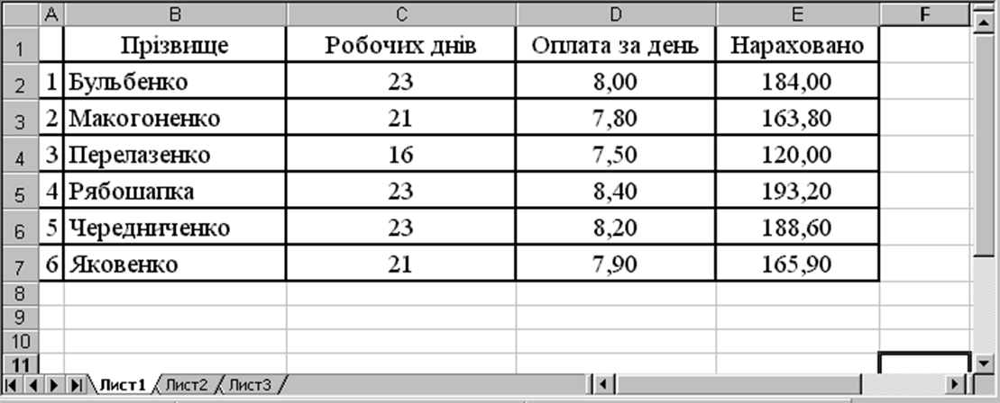 A B C D E F
1 Прізвище Робочих днів Оплата за день Нараховано
2 1 Бульбенко 23 8,00 184,00
3 2 Макогоненко 21 7,80 163,80
4 3 Перелазенко 16 7,50 120,00
5 4 Рябошапка 23 8,40 193,20
6 5 Чередниченко 23 8,20 188,60
7 6 Яковенко 21 7,90 165,90
8
9
10
11
Лист1 Лист2 Лист3